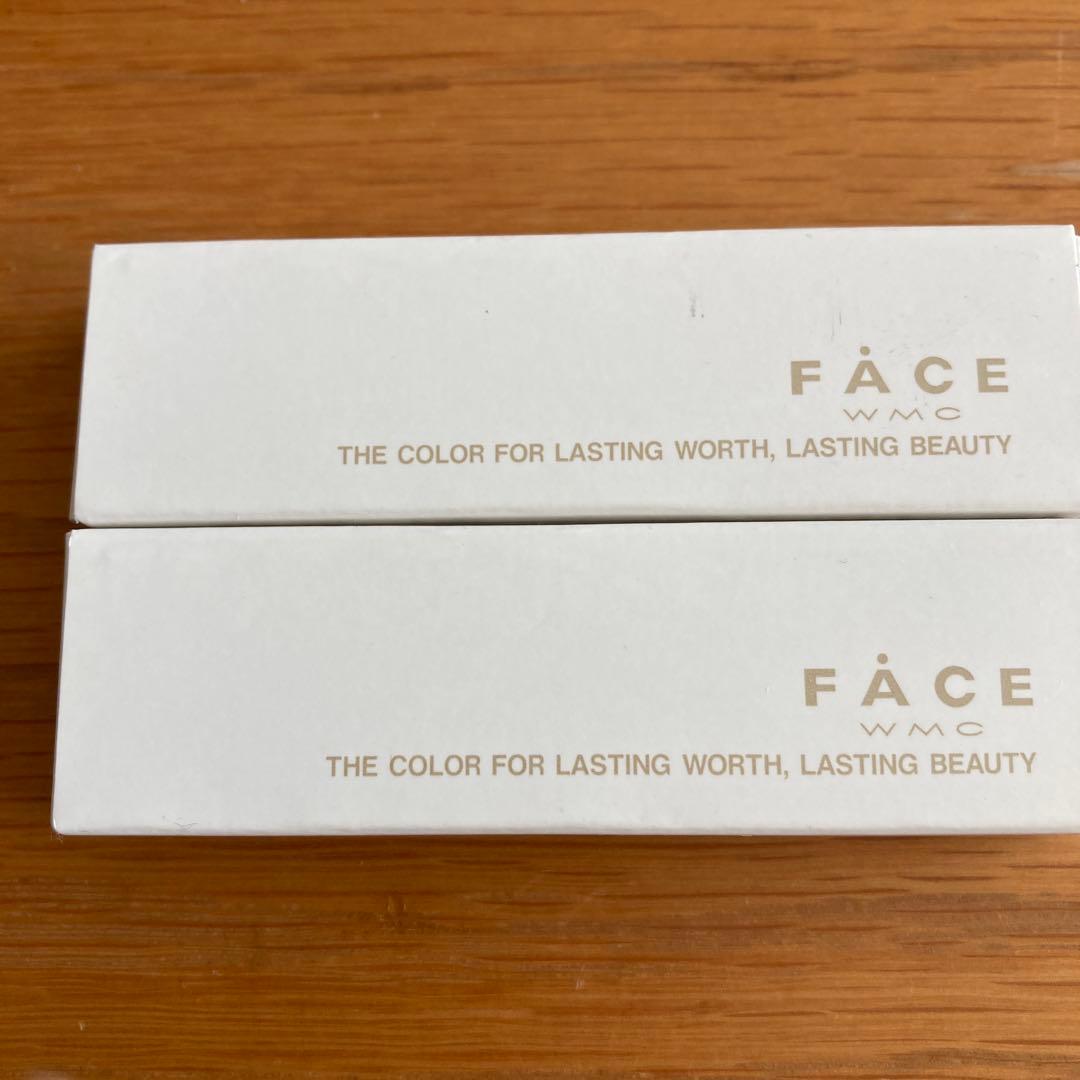 FȦCE
WMC
THE COLOR FOR LASTING WORTH, LASTING BEAUTY
FȦCE
WMC
THE COLOR FOR LASTING WORTH, LASTING BEAUTY